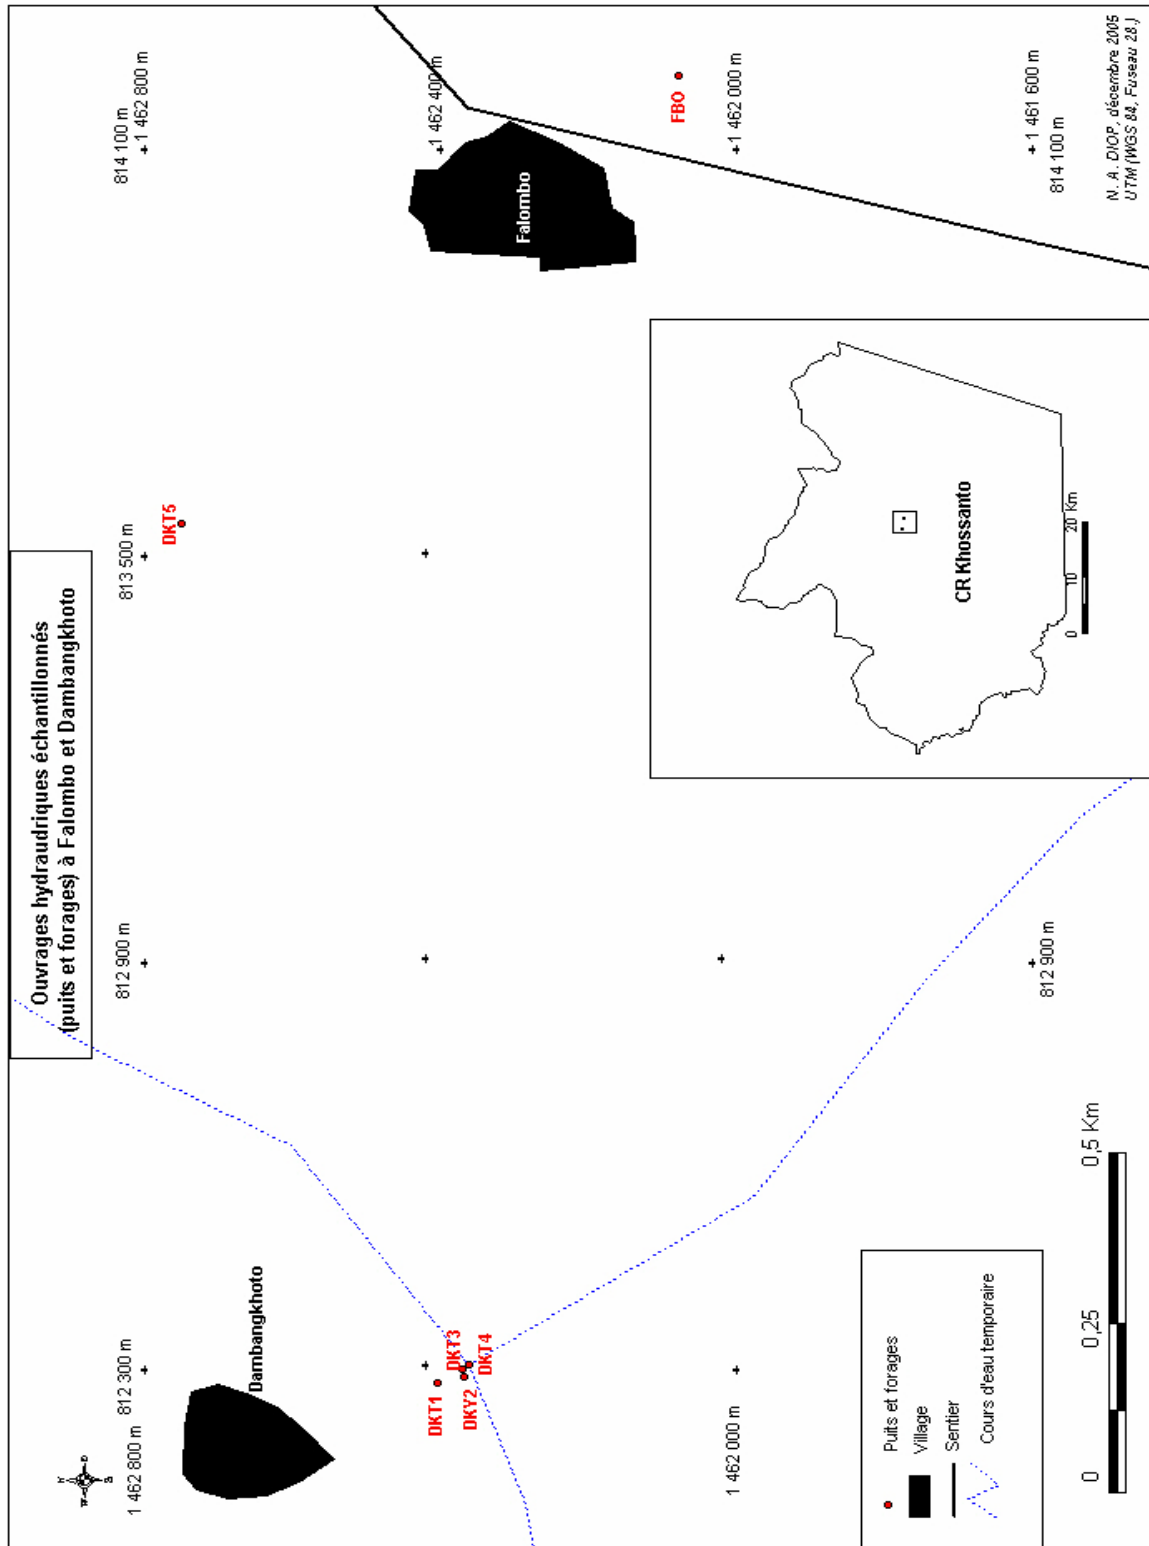 Ouvrages hydraudriques échantillonnés
(puits et forages) à Falombo et Dambangkhoto
812 300 m
812 900 m
813 500 m
814 100 m
1 462 800 m
1 462 800 m
DKT5
Dambangkhoto
1 462 400 m
Falombo
DKT1
DKT3
DKY2
DKT4
FBO
1 462 000 m
1 462 000 m
CR Khossanto
0 10 20 Km
Puits et forages
Village
Sentier
Cours d'eau temporaire
812 900 m
1 461 600 m
814 100 m
0 0,25 0,5 Km
N. A. DIOP, décembre 2005
UTM (WGS 84, Fuseau 28.)